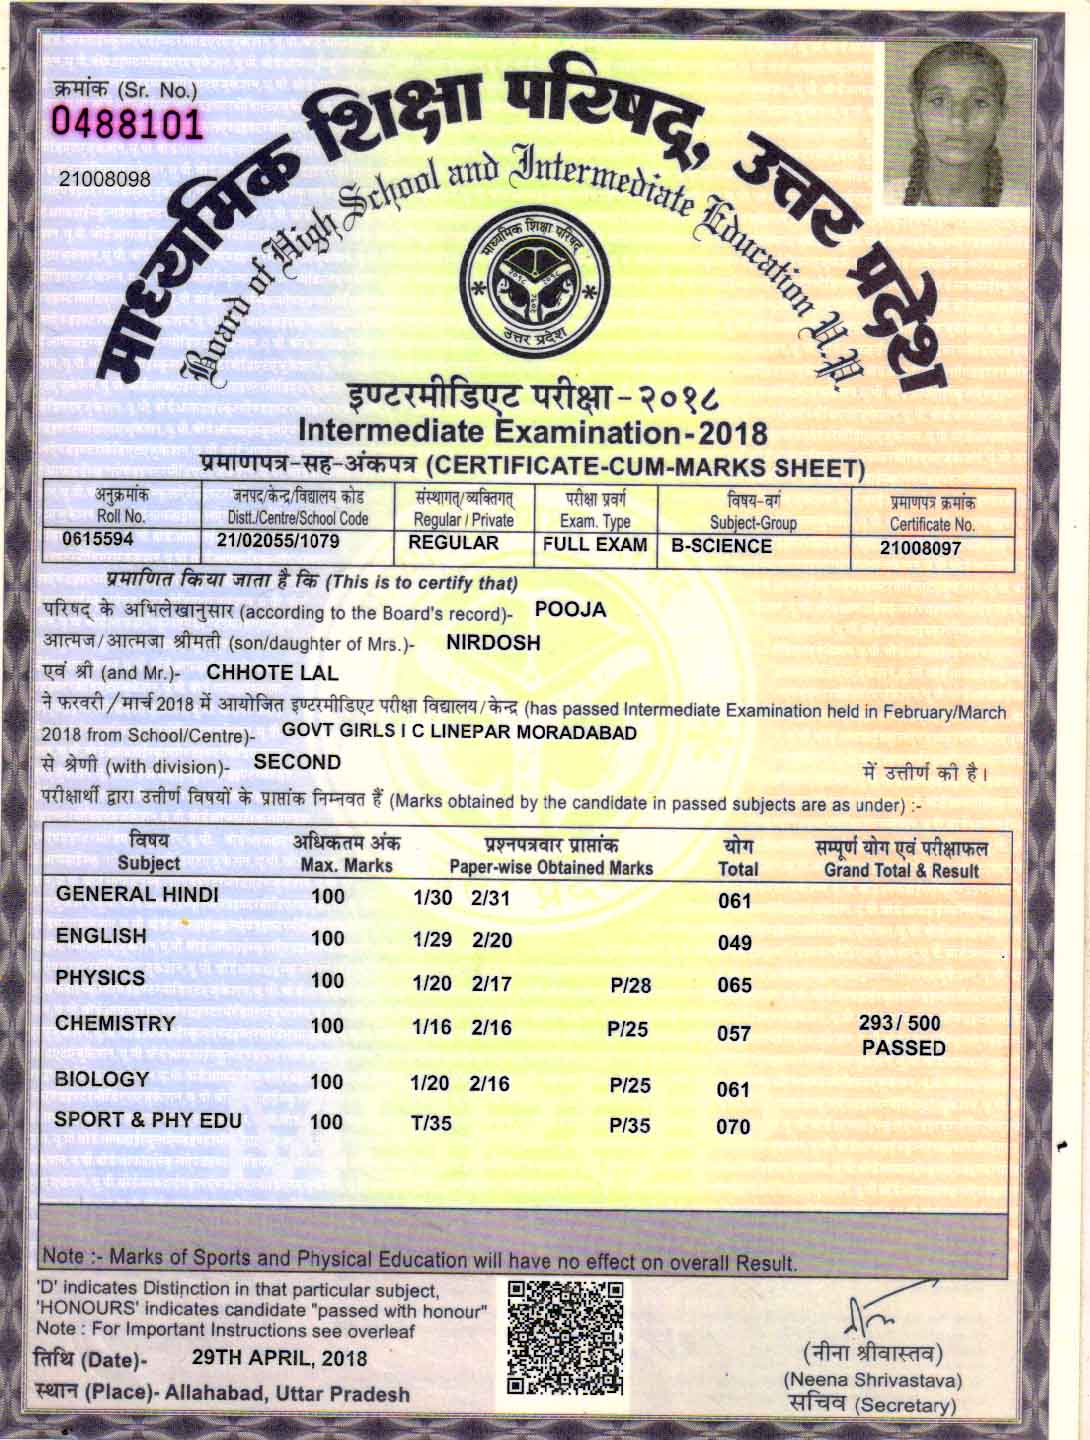 क्रमांक (Sr. No.)
0488101
21008098
माध्यमिक शिक्षा परिषद्, उत्तर प्रदेश
Board of High School and Intermediate Education U.P.
माध्यमिक शिक्षा परिषद्
२०१८ २०१८
२०१८
उत्तर प्रदेश
इण्टरमीडिएट परीक्षा - २०१८
Intermediate Examination-2018
प्रमाणपत्र-सह-अंकपत्र (CERTIFICATE-CUM-MARKS SHEET)
अनुक्रमांक जनपद/केन्द्र/विद्यालय कोड संस्थागत्/व्यक्तिगत् परीक्षा प्रवर्ग विषय-वर्ग प्रमाणपत्र क्रमांक
Roll No. Distt./Centre/School Code Regular / Private Exam. Type Subject-Group Certificate No.
0615594 21/02055/1079 REGULAR FULL EXAM B-SCIENCE 21008097
प्रमाणित किया जाता है कि (This is to certify that)
परिषद् के अभिलेखानुसार (according to the Board's record)- POOJA
आत्मज/आत्मजा श्रीमती (son/daughter of Mrs.)- NIRDOSH
एवं श्री (and Mr.)- CHHOTE LAL
ने फरवरी/मार्च 2018 में आयोजित इण्टरमीडिएट परीक्षा विद्यालय/केन्द्र (has passed Intermediate Examination held in February/March
2018 from School/Centre)- GOVT GIRLS I C LINEPAR MORADABAD
से श्रेणी (with division)- SECOND में उत्तीर्ण की है।
परीक्षार्थी द्वारा उत्तीर्ण विषयों के प्राप्तांक निम्नवत हैं (Marks obtained by the candidate in passed subjects are as under) :-
विषय अधिकतम अंक प्रश्नपत्रवार प्राप्तांक योग सम्पूर्ण योग एवं परीक्षाफल
Subject Max. Marks Paper-wise Obtained Marks Total Grand Total & Result
GENERAL HINDI 100 1/30 2/31 061
ENGLISH 100 1/29 2/20 049
PHYSICS 100 1/20 2/17 P/28 065
CHEMISTRY 100 1/16 2/16 P/25 057 293/ 500
PASSED
BIOLOGY 100 1/20 2/16 P/25 061
SPORT & PHY EDU 100 T/35 P/35 070
Note :- Marks of Sports and Physical Education will have no effect on overall Result.
'D' indicates Distinction in that particular subject,
'HONOURS' indicates candidate "passed with honour"
Note : For Important Instructions see overleaf
तिथि (Date)- 29TH APRIL, 2018
स्थान (Place)- Allahabad, Uttar Pradesh
(नीना श्रीवास्तव)
(Neena Shrivastava)
सचिव (Secretary)